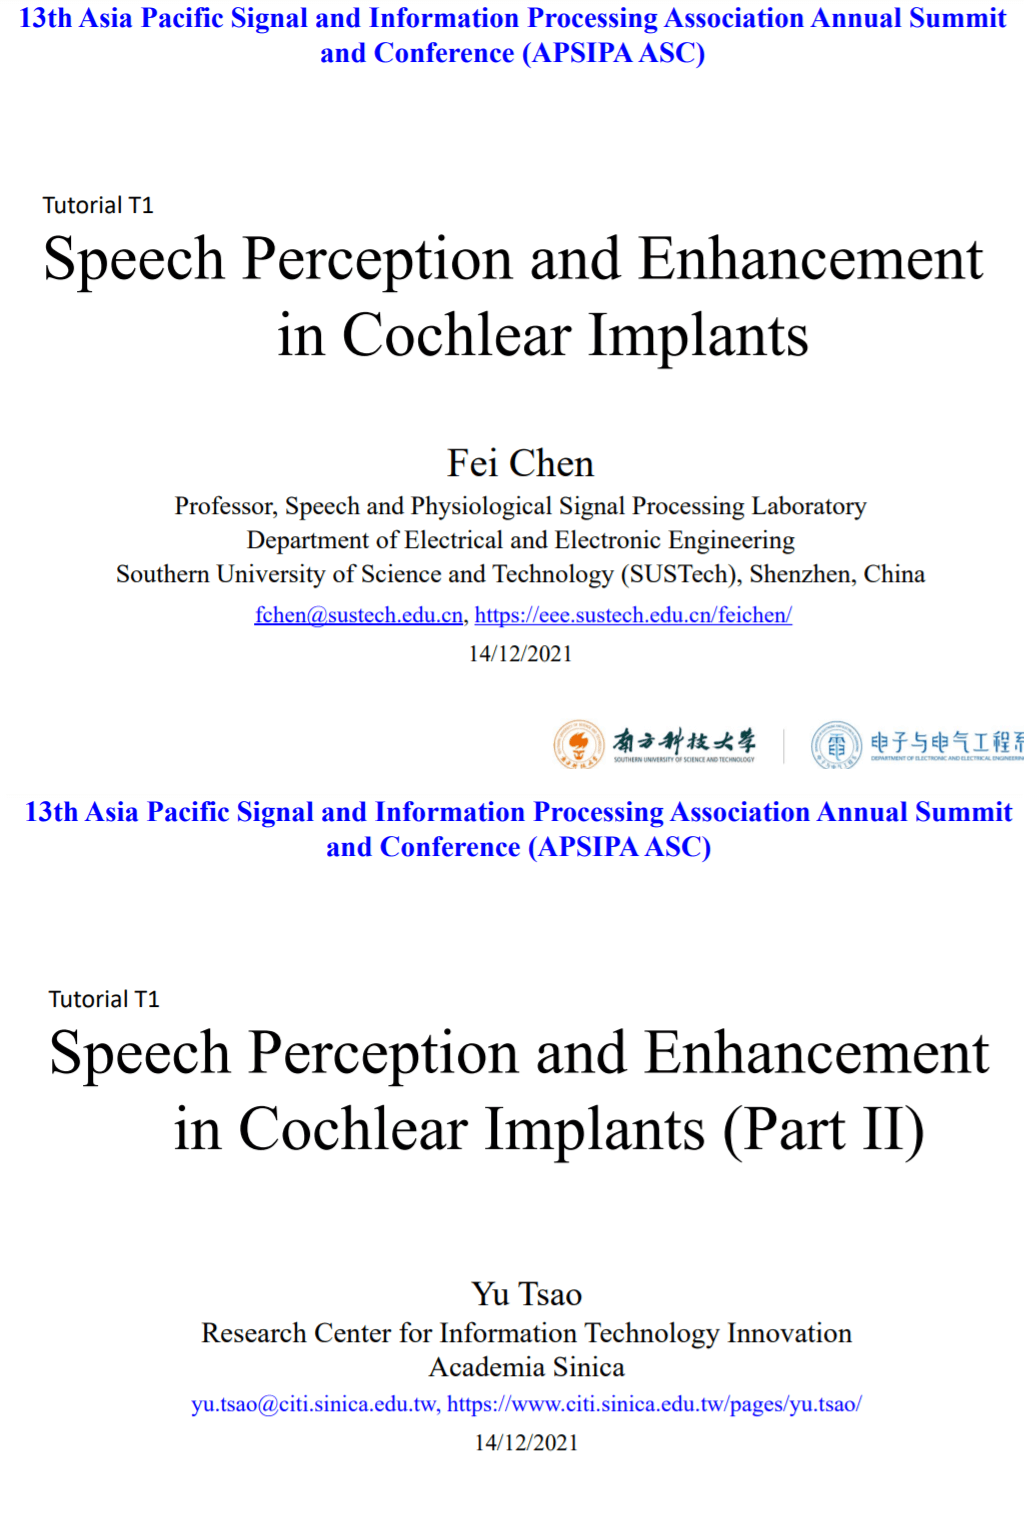 13th Asia Pacific Signal and Information Processing Association Annual Summit
and Conference (APSIPA ASC)
Tutorial T1
Speech Perception and Enhancement
in Cochlear Implants
Fei Chen
Professor, Speech and Physiological Signal Processing Laboratory
Department of Electrical and Electronic Engineering
Southern University of Science and Technology (SUSTech), Shenzhen, China
fchen@sustech.edu.cn, https://eee.sustech.edu.cn/feichen/
14/12/2021
南方科技大学
SOUTHERN UNIVERSITY OF SCIENCE AND TECHNOLOGY
电子与电气工程系
DEPARTMENT OF ELECTRONIC AND ELECTRICAL ENGINEERING
13th Asia Pacific Signal and Information Processing Association Annual Summit
and Conference (APSIPA ASC)
Tutorial T1
Speech Perception and Enhancement
in Cochlear Implants (Part II)
Yu Tsao
Research Center for Information Technology Innovation
Academia Sinica
yu.tsao@citi.sinica.edu.tw, https://www.citi.sinica.edu.tw/pages/yu.tsao/
14/12/2021